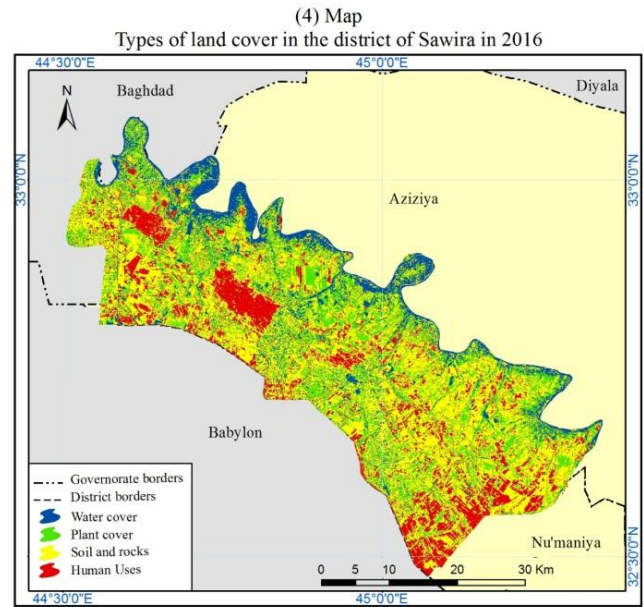 (4) Map
Types of land cover in the district of Sawira in 2016
44°30'0"E
45°0'0"E
N
Baghdad
Diyala
33°0'0"N
33°0'0"N
Aziziya
Babylon
Governorate borders
District borders
Water cover
Plant cover
Soil and rocks
Human Uses
Nu'maniya
32°30'0"N
0 5 10 20 30 Km
44°30'0"E
45°0'0"E